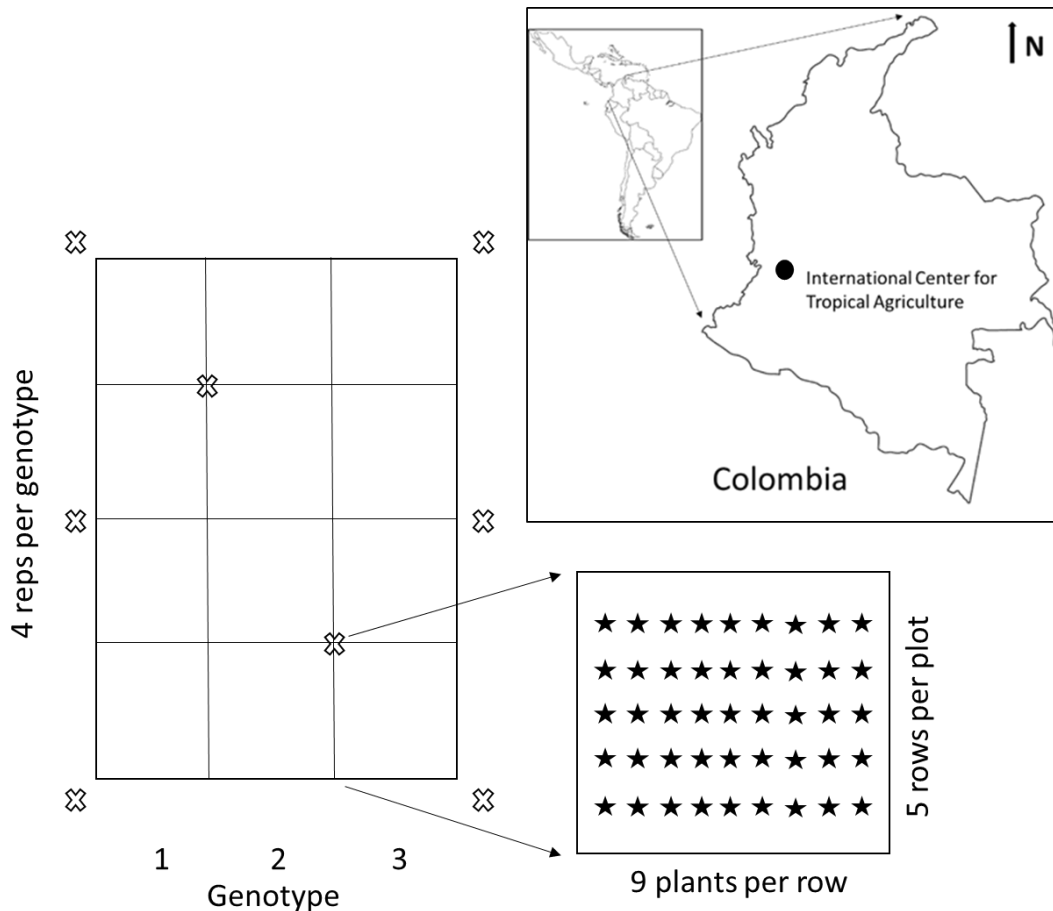 N
International Center for
Tropical Agriculture
Colombia
4 reps per genotype
1 2 3
Genotype
5 rows per plot
9 plants per row